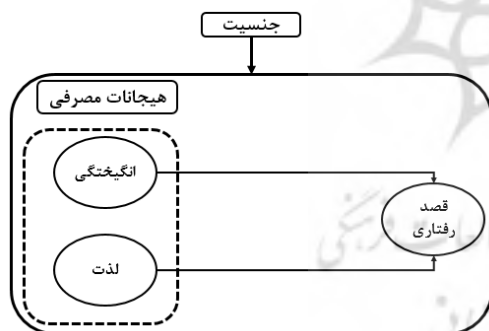 جنسیت
هیجانات مصرفی
انگیختگی
قصد
رفتاری
لذت